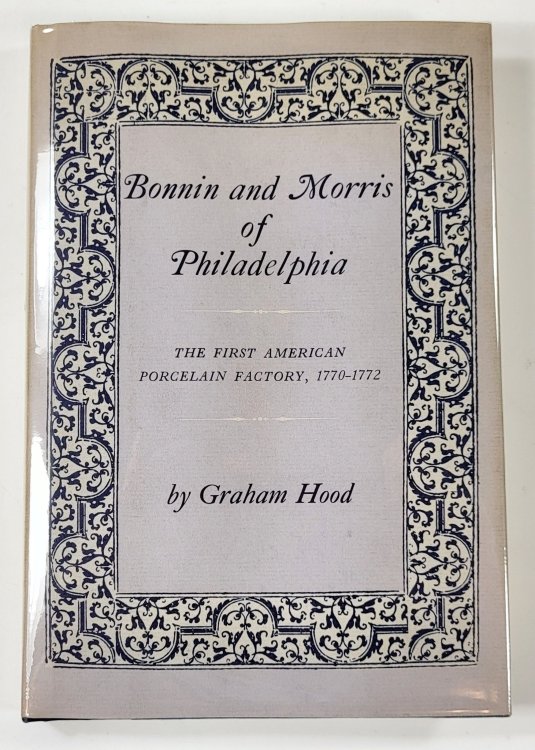 Bonnin and Morris
of
Philadelphia
THE FIRST AMERICAN
PORCELAIN FACTORY, 1770-1772
by Graham Hood